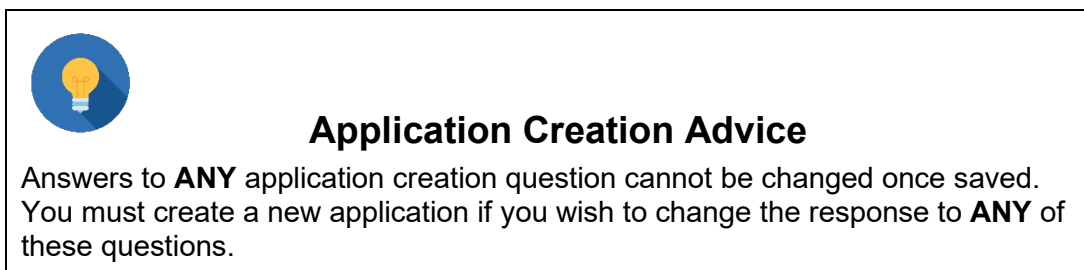 Application Creation Advice
Answers to ANY application creation question cannot be changed once saved.
You must create a new application if you wish to change the response to ANY of
these questions.